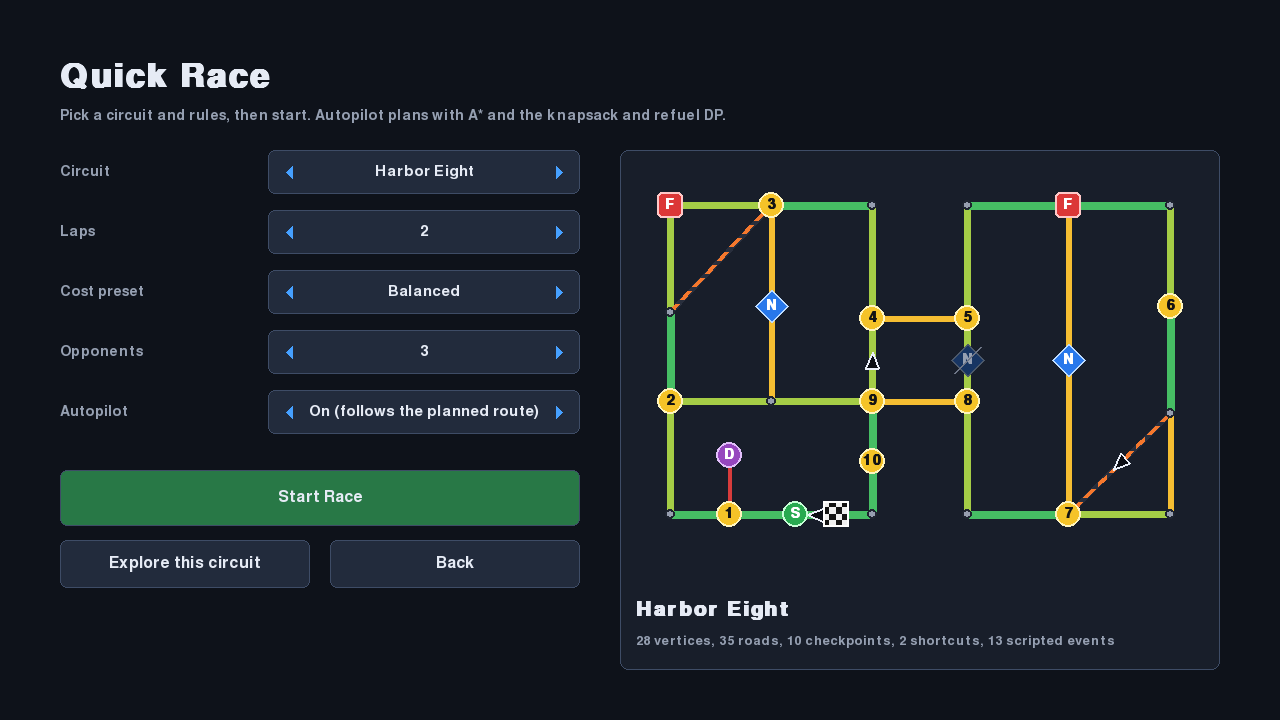 Quick Race
Pick a circuit and rules, then start. Autopilot plans with A* and the knapsack and refuel DP.
Circuit
Harbor Eight
Laps
2
Cost preset
Balanced
Opponents
3
Autopilot
On (follows the planned route)
Start Race
Explore this circuit
Back
F 3 F
N 6
4 5
N N
2 9 8
D 10
1 S 7
Harbor Eight
28 vertices, 35 roads, 10 checkpoints, 2 shortcuts, 13 scripted events